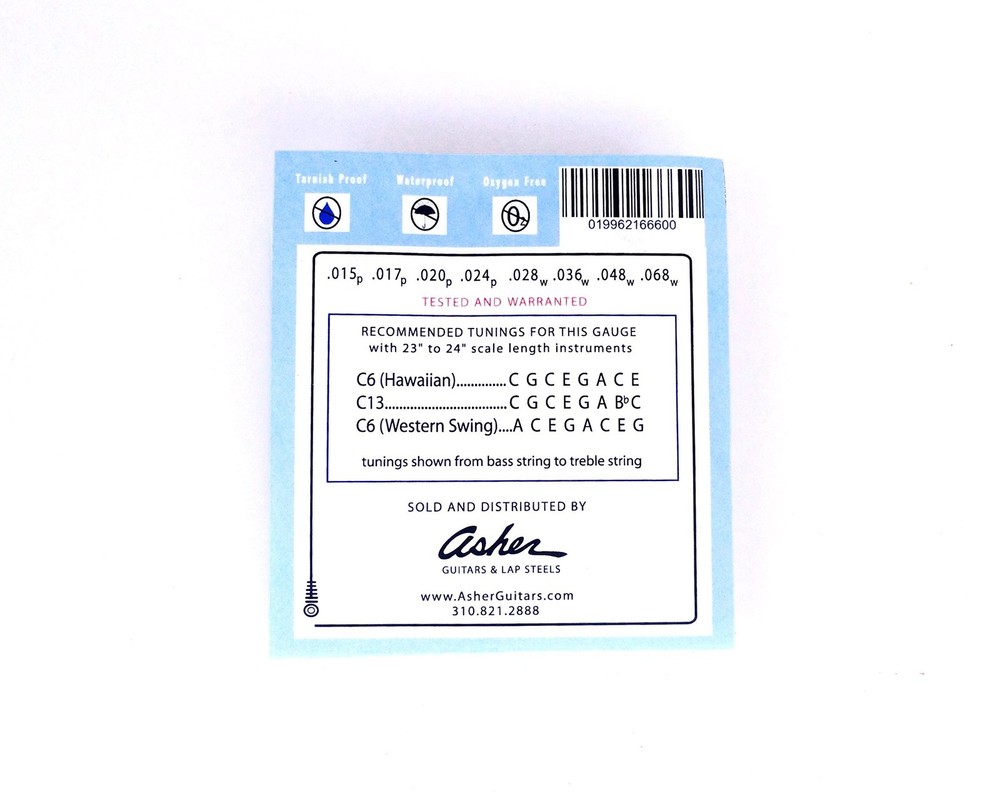 Tarnish Proof Waterproof Oxygen Free
O2
019962166600
.015p .017p .020p .024p .028w .036w .048w .068w
TESTED AND WARRANTED
RECOMMENDED TUNINGS FOR THIS GAUGE
with 23" to 24" scale length instruments
C6 (Hawaiian)..............C G C E G A C E
C13..................................C G C E G A B♭C
C6 (Western Swing)....A C E G A C E G
tunings shown from bass string to treble string
SOLD AND DISTRIBUTED BY
Asher
GUITARS & LAP STEELS
www.AsherGuitars.com
310.821.2888